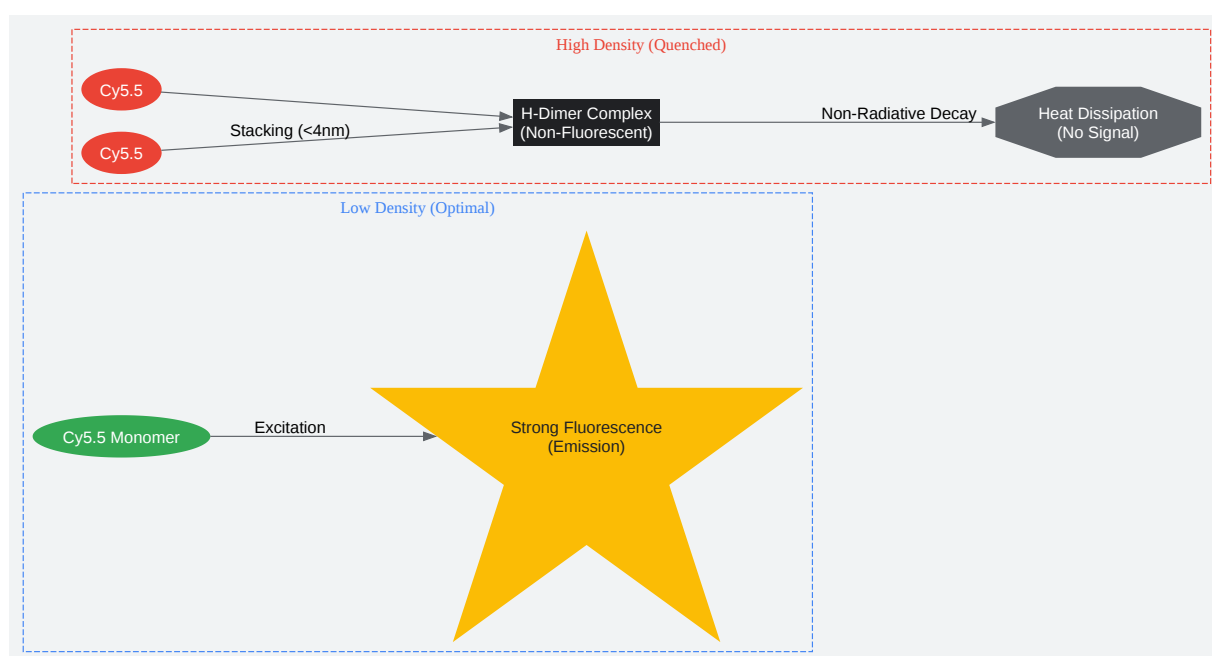 High Density (Quenched)
Cy5.5
Cy5.5
Stacking (<4nm)
H-Dimer Complex
(Non-Fluorescent)
Non-Radiative Decay
Heat Dissipation
(No Signal)
Low Density (Optimal)
Cy5.5 Monomer
Excitation
Strong Fluorescence
(Emission)